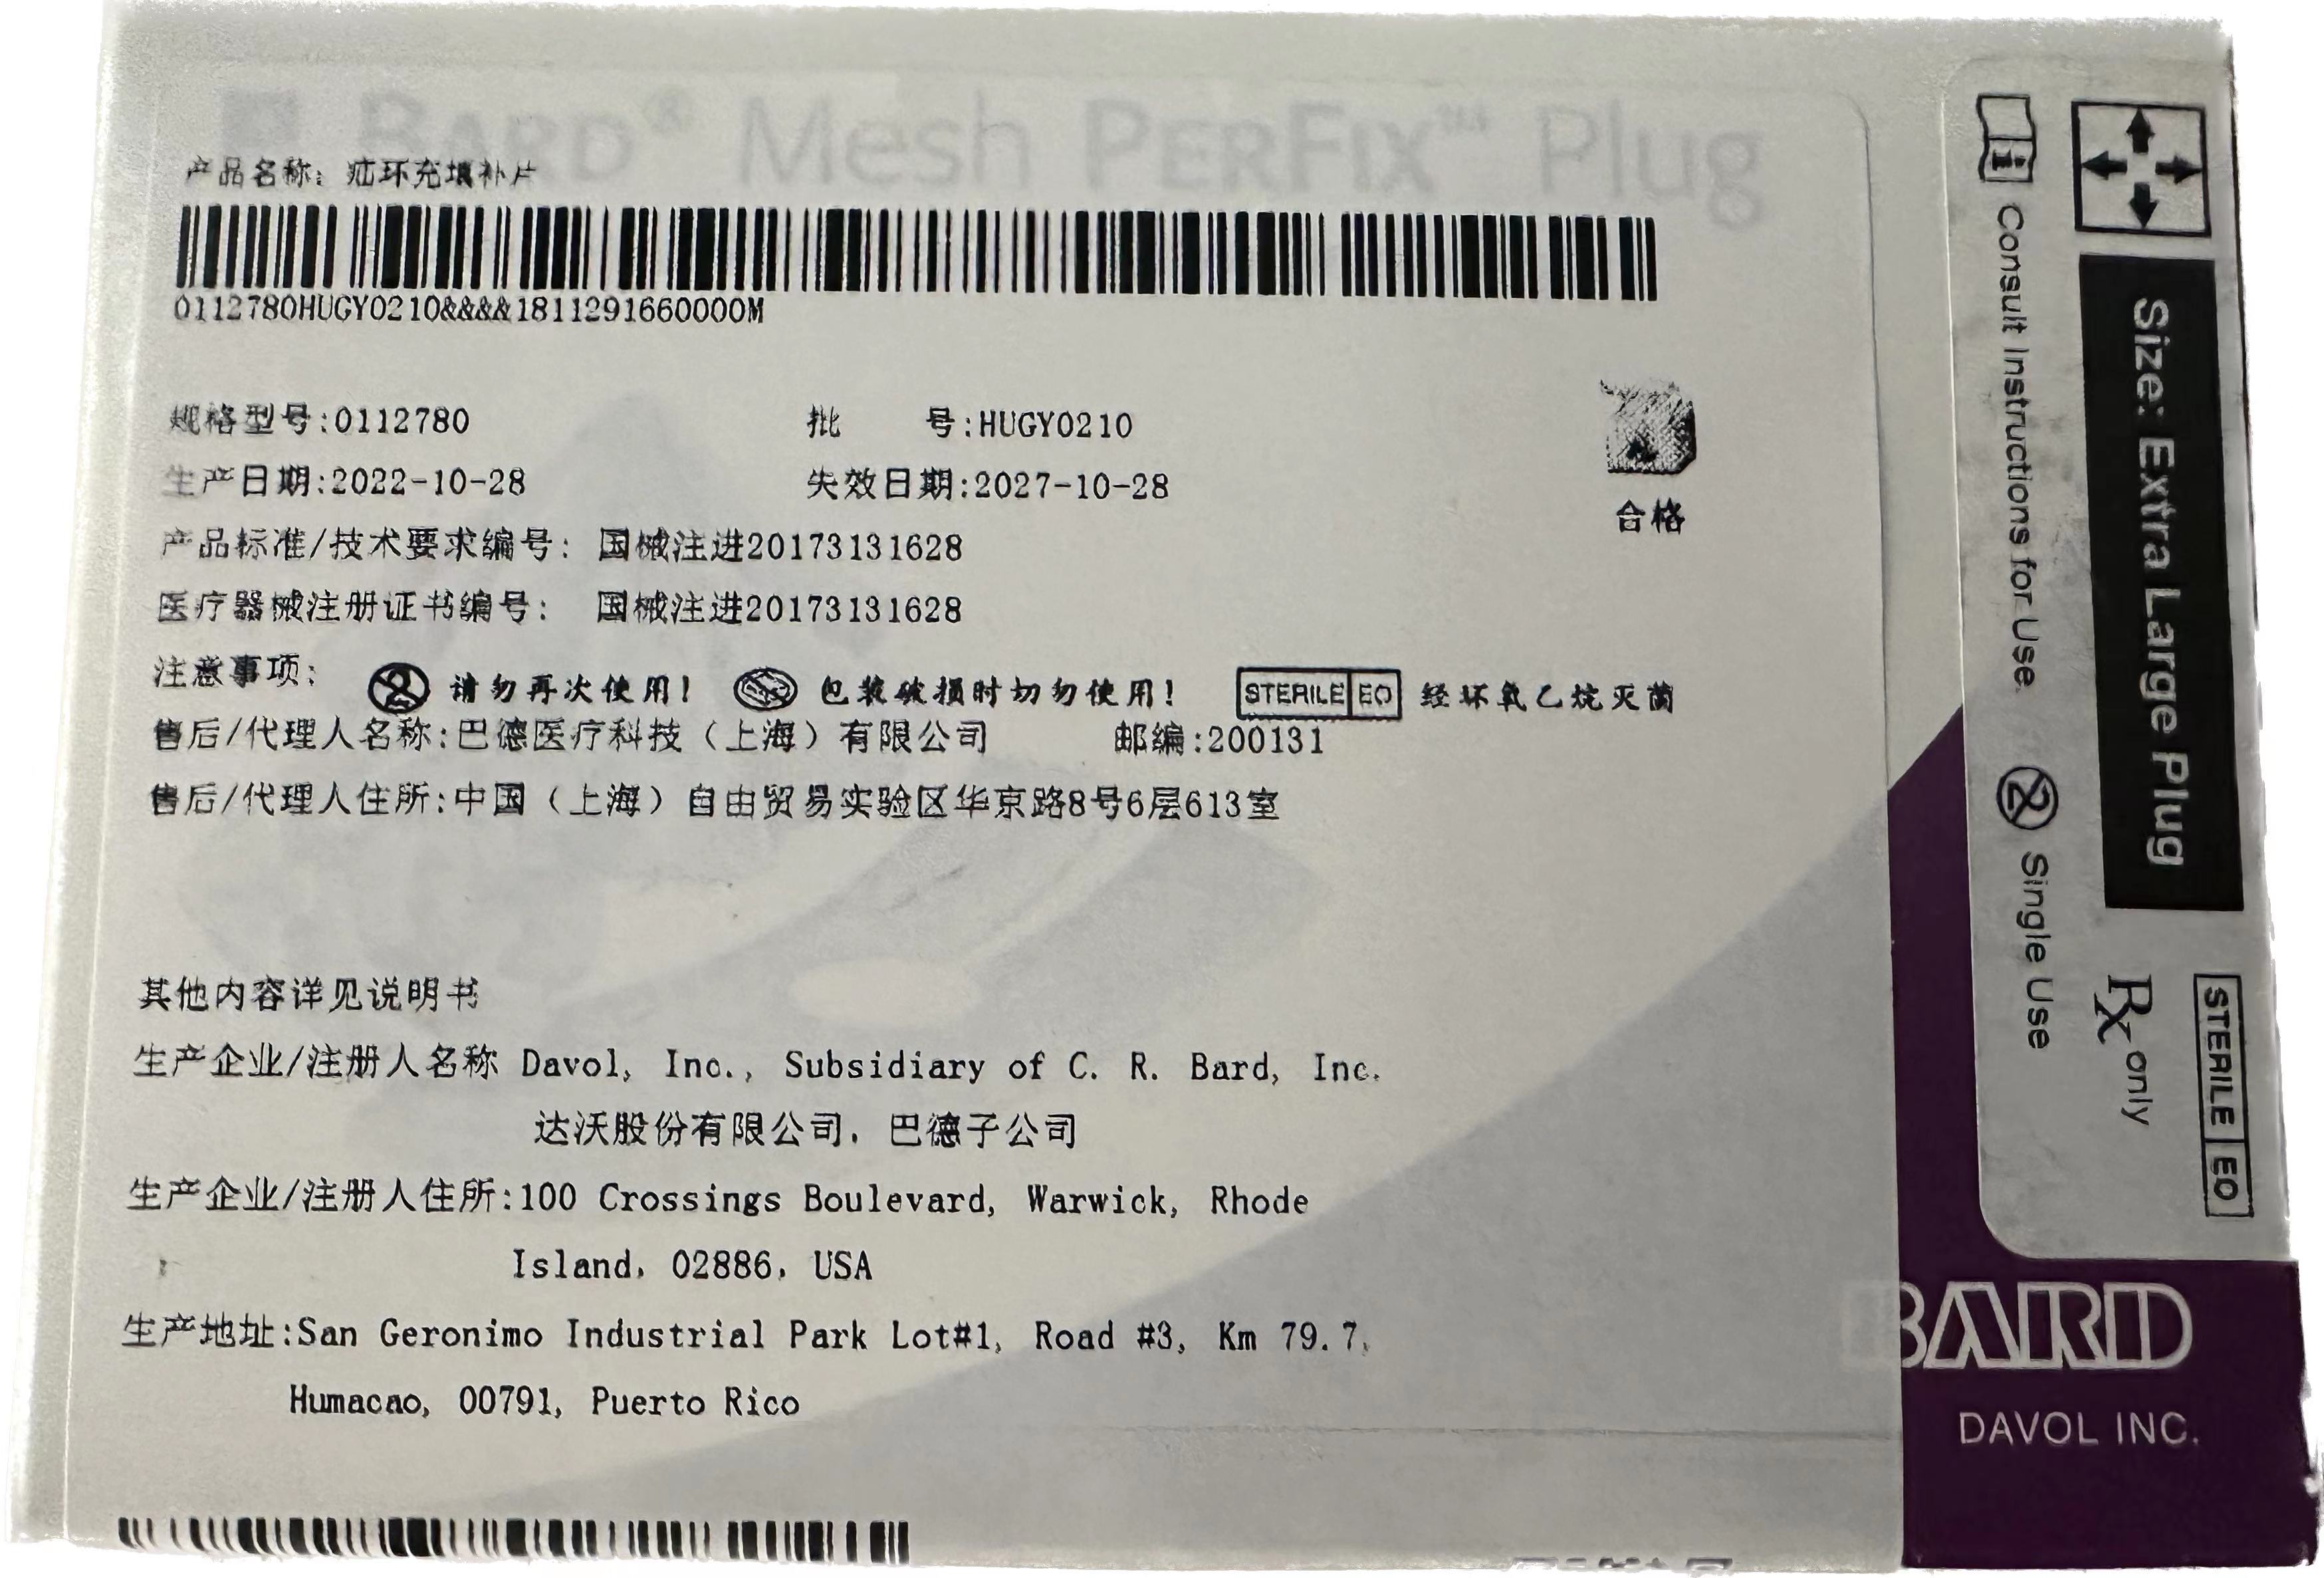 BARD® Mesh PERFIX™ Plug
产品名称: 疝环充填补片
0112780HUGY0210&&&&1811291660000M
规格型号:0112780 批 号:HUGY0210
生产日期:2022-10-28 失效日期:2027-10-28
合格
产品标准/技术要求编号: 国械注进20173131628
医疗器械注册证书编号: 国械注进20173131628
注意事项: 2 请勿再次使用! 包装破损时切勿使用! STERILE EO 经环氧乙烷灭菌
售后/代理人名称:巴德医疗科技（上海）有限公司 邮编:200131
售后/代理人住所:中国（上海）自由贸易实验区华京路8号6层613室
其他内容详见说明书
生产企业/注册人名称 Davol, Inc., Subsidiary of C. R. Bard, Inc.
达沃股份有限公司, 巴德子公司
生产企业/注册人住所:100 Crossings Boulevard, Warwick, Rhode
Island, 02886, USA
生产地址:San Geronimo Industrial Park Lot#1, Road #3, Km 79.7,
Humacao, 00791, Puerto Rico
Size: Extra Large Plug
i Consult Instructions for Use.
2 Single Use
Rx only
STERILE EO
BARD
DAVOL INC.